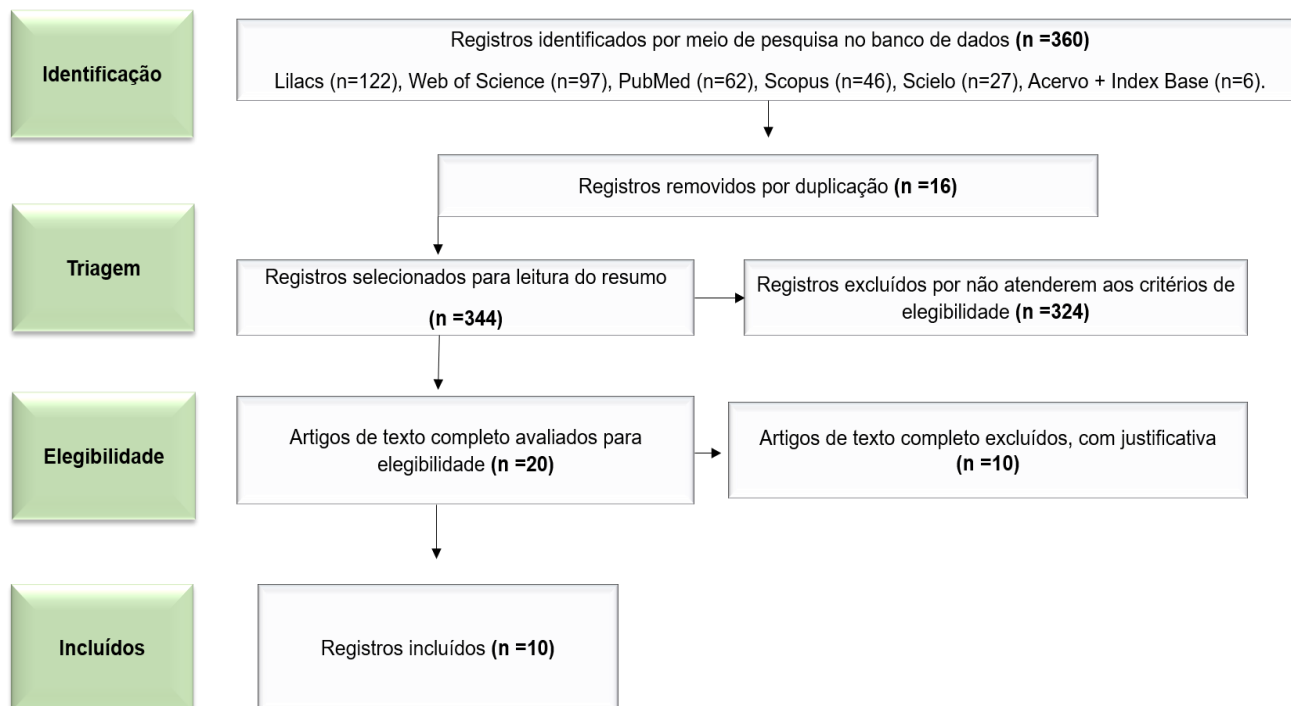 Identificação
Registros identificados por meio de pesquisa no banco de dados (n =360)
Lilacs (n=122), Web of Science (n=97), PubMed (n=62), Scopus (n=46), Scielo (n=27), Acervo + Index Base (n=6).
Registros removidos por duplicação (n =16)
Triagem
Registros selecionados para leitura do resumo
(n =344)
Registros excluídos por não atenderem aos critérios de
elegibilidade (n =324)
Elegibilidade
Artigos de texto completo avaliados para
elegibilidade (n =20)
Artigos de texto completo excluídos, com justificativa
(n =10)
Incluídos
Registros incluídos (n =10)